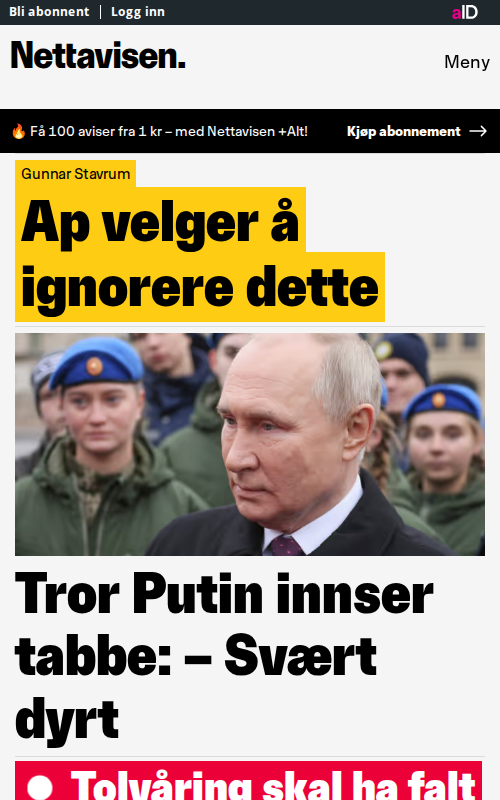 Bli abonnent | Logg inn
aID
Nettavisen.
Meny
🔥 Få 100 aviser fra 1 kr – med Nettavisen +Alt!
Kjøp abonnement →
Gunnar Stavrum
Ap velger å
ignorere dette
Tror Putin innser
tabbe: – Svært
dyrt
Tolvåring skal ha falt